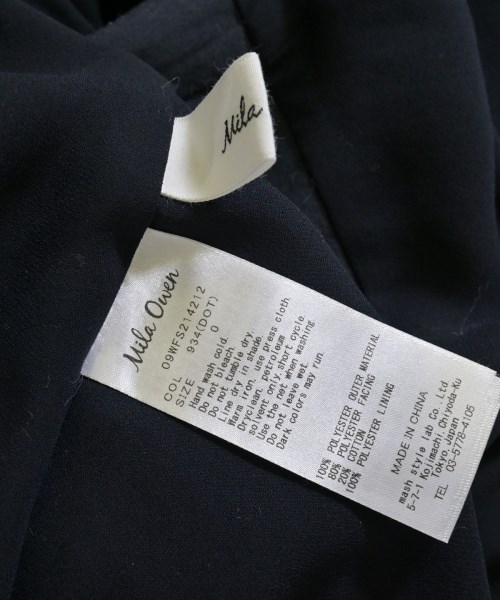 Mila
Mila Owen
09WFS214212
COL 934(DOT)
SIZE 0
Hand wash cold.
Do not bleach.
Do not tumble dry.
Line dry in shade.
Warm iron, use press cloth.
Dryclean, petroleum
solvent only short cycle.
Use the net when washing
Do not leave wet.
Dark colors may run.
100% POLYESTER OUTER MATERIAL
80% POLYESTER FACING
20% COTTON
100% POLYESTER LINING
MADE IN CHINA
mash style lab Co., Ltd
5-7-1 Kojimachi, Chiyoda-Ku
Tokyo, Japan
TEL 03-5778-4105